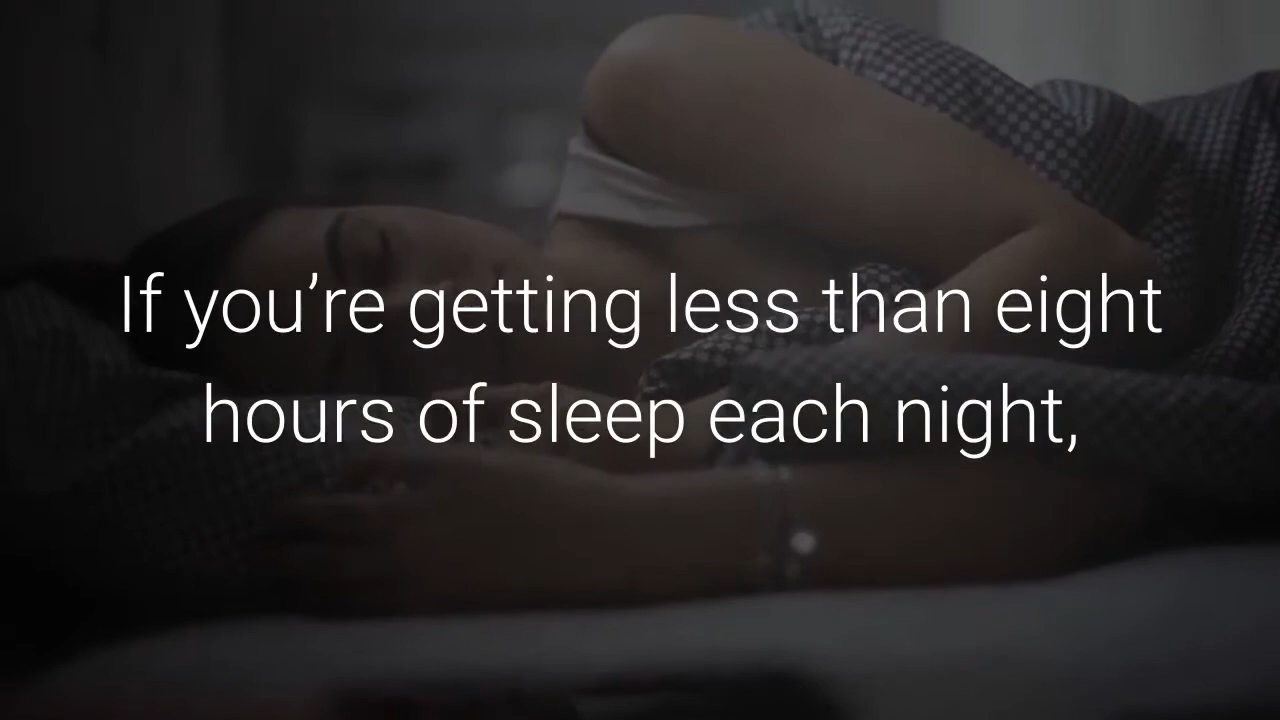 If you’re getting less than eight
hours of sleep each night,